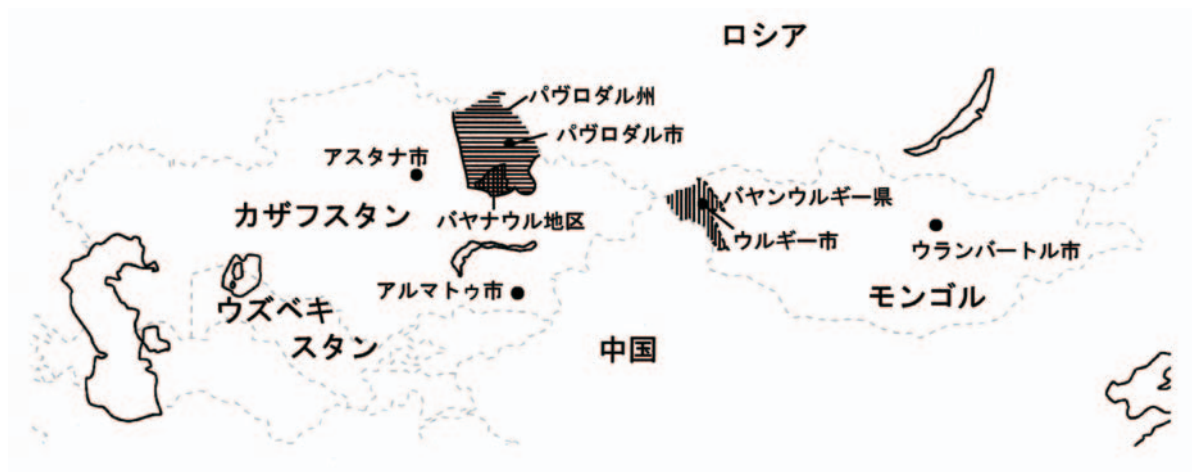 ロシア
パヴロダル州
パヴロダル市
アスタナ市
カザフスタン
バヤナウル地区
バヤンウルギー県
ウルギー市
ウランバートル市
アルマトゥ市
モンゴル
ウズベキ
スタン
中国